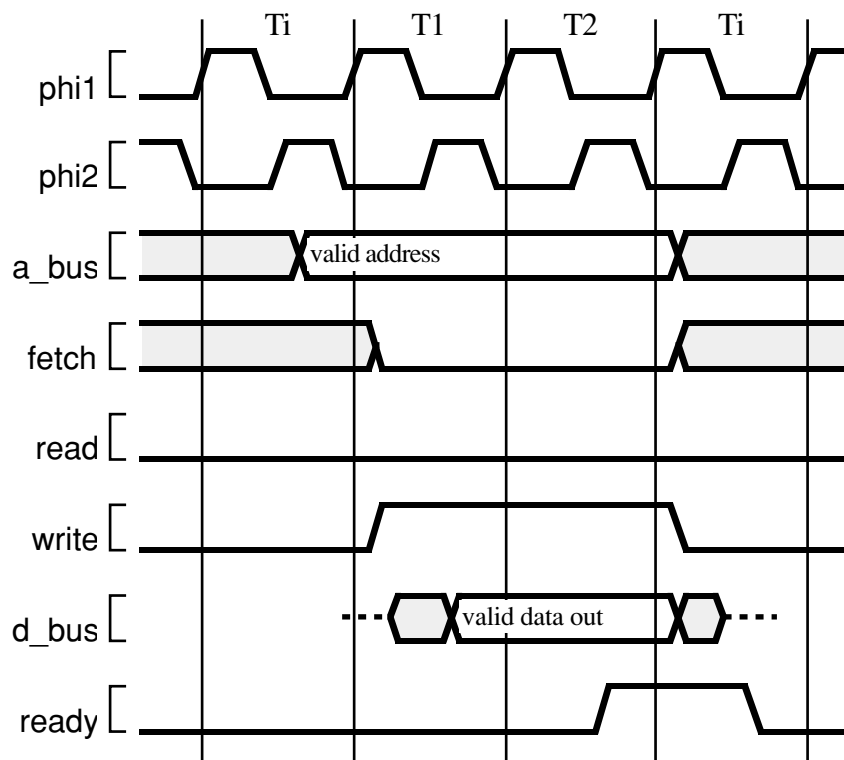 Ti T1 T2 Ti
phi1
phi2
a_bus valid address
fetch
read
write
d_bus valid data out
ready